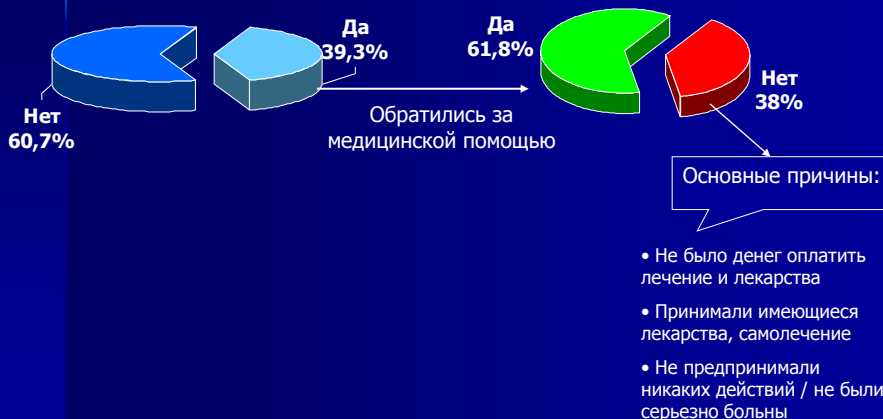 Нет
60,7%
Да
39,3%
Обратились за
медицинской помощью
Да
61,8%
Нет
38%
Основные причины:
• Не было денег оплатить
лечение и лекарства
• Принимали имеющиеся
лекарства, самолечение
• Не предпринимали
никаких действий / не были
серьезно больны